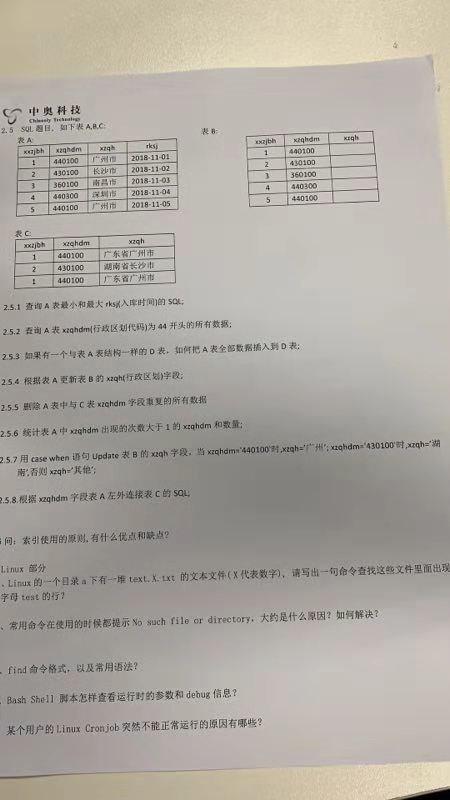 中奥科技
Chinaoly Technology
2.5 SQL 题目, 如下表 A,B,C:
表 A:
xxzjbh xzqhdm xzqh rksj
1 440100 广州市 2018-11-01
2 430100 长沙市 2018-11-02
3 360100 南昌市 2018-11-03
4 440300 深圳市 2018-11-04
5 440100 广州市 2018-11-05
表 B:
xxzjbh xzqhdm xzqh
1 440100
2 430100
3 360100
4 440300
5 440100
表 C:
xxzjbh xzqhdm xzqh
1 440100 广东省广州市
2 430100 湖南省长沙市
1 440100 广东省广州市
2.5.1 查询 A 表最小和最大 rksj(入库时间)的 SQL;
2.5.2 查询 A 表 xzqhdm(行政区划代码)为 44 开头的所有数据;
2.5.3 如果有一个与表 A 表结构一样的 D 表, 如何把 A 表全部数据插入到 D 表;
2.5.4 根据表 A 更新表 B 的 xzqh(行政区划)字段;
2.5.5 删除 A 表中与 C 表 xzqhdm 字段重复的所有数据
2.5.6 统计表 A 中 xzqhdm 出现的次数大于 1 的 xzqhdm 和数量;
2.5.7 用 case when 语句 Update 表 B 的 xzqh 字段, 当 xzqhdm='440100'时,xzqh='广州'; xzqhdm='430100'时,xzqh='湖
南',否则 xzqh='其他';
2.5.8.根据 xzqhdm 字段表 A 左外连接表 C 的 SQL;
问: 索引使用的原则,有什么优点和缺点?
Linux 部分
、Linux 的一个目录 a 下有一堆 text.X.txt 的文本文件(X 代表数字), 请写出一句命令查找这些文件里面出现
字母 test 的行?
、常用命令在使用的时候都提示 No such file or directory, 大约是什么原因? 如何解决?
、find 命令格式, 以及常用语法?
、Bash Shell 脚本怎样查看运行时的参数和 debug 信息?
某个用户的 Linux Cronjob 突然不能正常运行的原因有哪些?